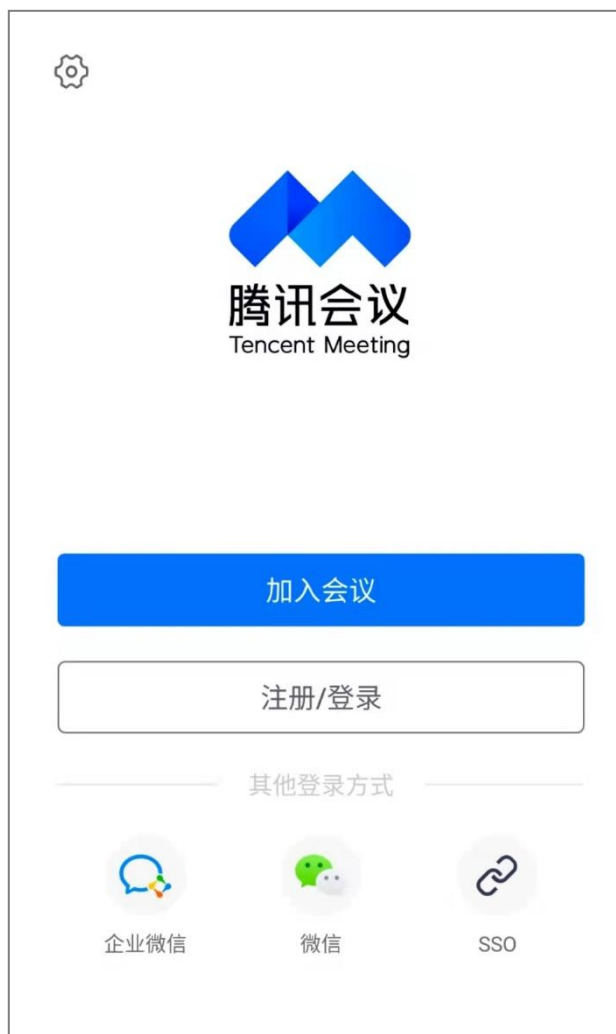 腾讯会议
Tencent Meeting
加入会议
注册/登录
其他登录方式
企业微信
微信
SSO